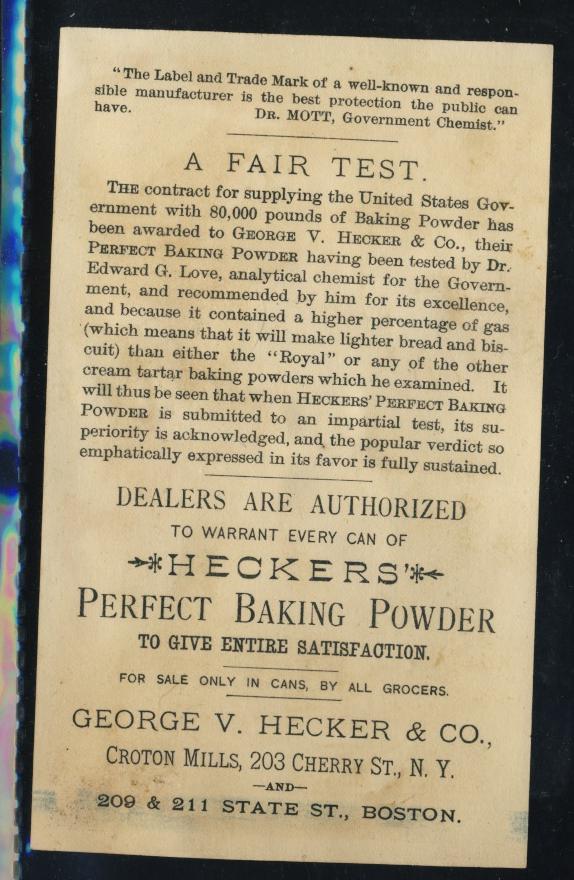 "The Label and Trade Mark of a well-known and respon-
sible manufacturer is the best protection the public can
have. DR. MOTT, Government Chemist."
A FAIR TEST.
THE contract for supplying the United States Gov-
ernment with 80,000 pounds of Baking Powder has
been awarded to GEORGE V. HECKER & CO., their
PERFECT BAKING POWDER having been tested by Dr.
Edward G. Love, analytical chemist for the Govern-
ment, and recommended by him for its excellence,
and because it contained a higher percentage of gas
(which means that it will make lighter bread and bis-
cuit) than either the "Royal" or any of the other
cream tartar baking powders which he examined. It
will thus be seen that when HECKERS' PERFECT BAKING
POWDER is submitted to an impartial test, its su-
periority is acknowledged, and the popular verdict so
emphatically expressed in its favor is fully sustained.
DEALERS ARE AUTHORIZED
TO WARRANT EVERY CAN OF
HECKERS'
PERFECT BAKING POWDER
TO GIVE ENTIRE SATISFACTION.
FOR SALE ONLY IN CANS, BY ALL GROCERS.
GEORGE V. HECKER & CO.,
CROTON MILLS, 203 CHERRY ST., N. Y.
—AND—
209 & 211 STATE ST., BOSTON.